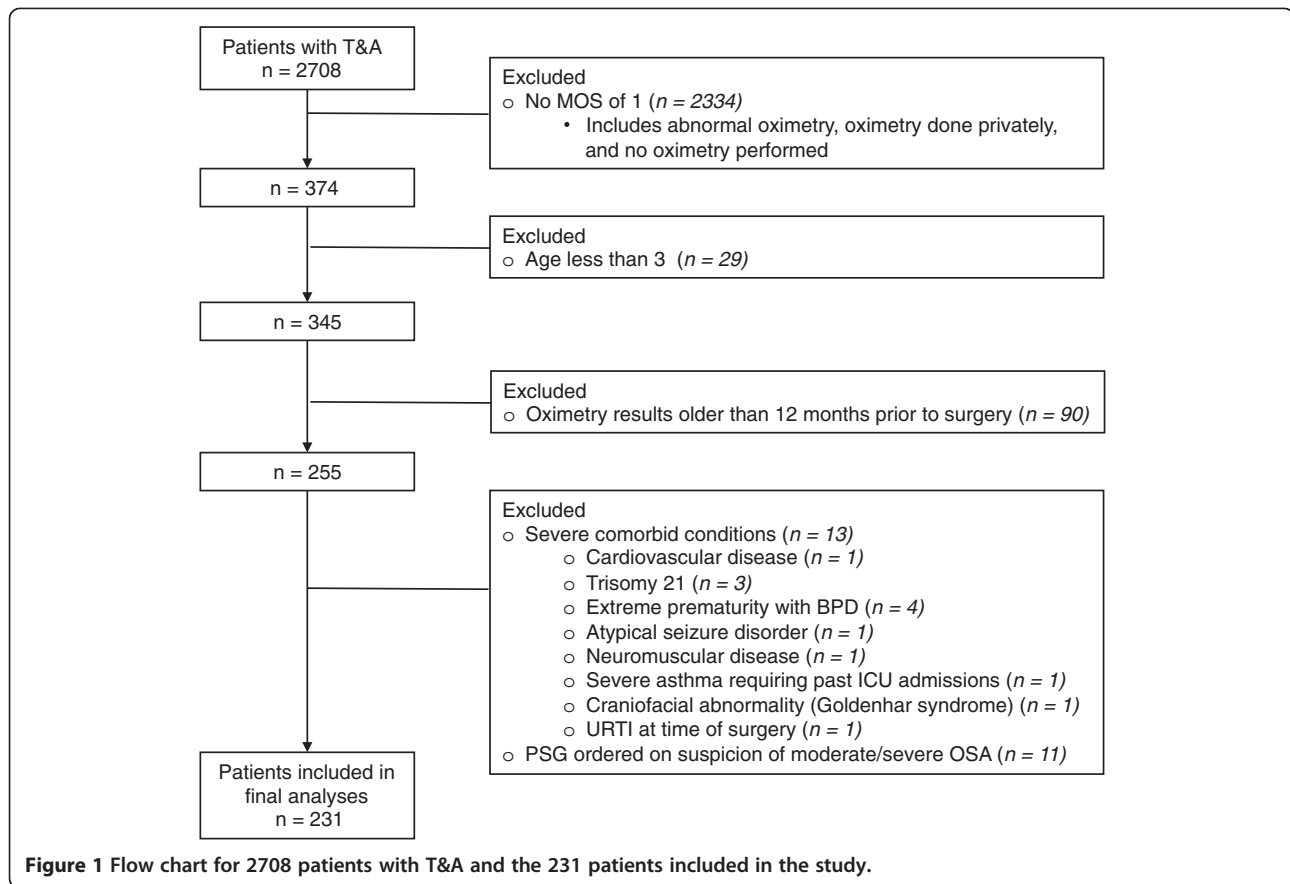 Patients with T&A
n = 2708
Excluded
o No MOS of 1 (n = 2334)
• Includes abnormal oximetry, oximetry done privately,
and no oximetry performed
n = 374
Excluded
o Age less than 3 (n = 29)
n = 345
Excluded
o Oximetry results older than 12 months prior to surgery (n = 90)
n = 255
Excluded
o Severe comorbid conditions (n = 13)
o Cardiovascular disease (n = 1)
o Trisomy 21 (n = 3)
o Extreme prematurity with BPD (n = 4)
o Atypical seizure disorder (n = 1)
o Neuromuscular disease (n = 1)
o Severe asthma requiring past ICU admissions (n = 1)
o Craniofacial abnormality (Goldenhar syndrome) (n = 1)
o URTI at time of surgery (n = 1)
o PSG ordered on suspicion of moderate/severe OSA (n = 11)
Patients included in
final analyses
n = 231
Figure 1 Flow chart for 2708 patients with T&A and the 231 patients included in the study.